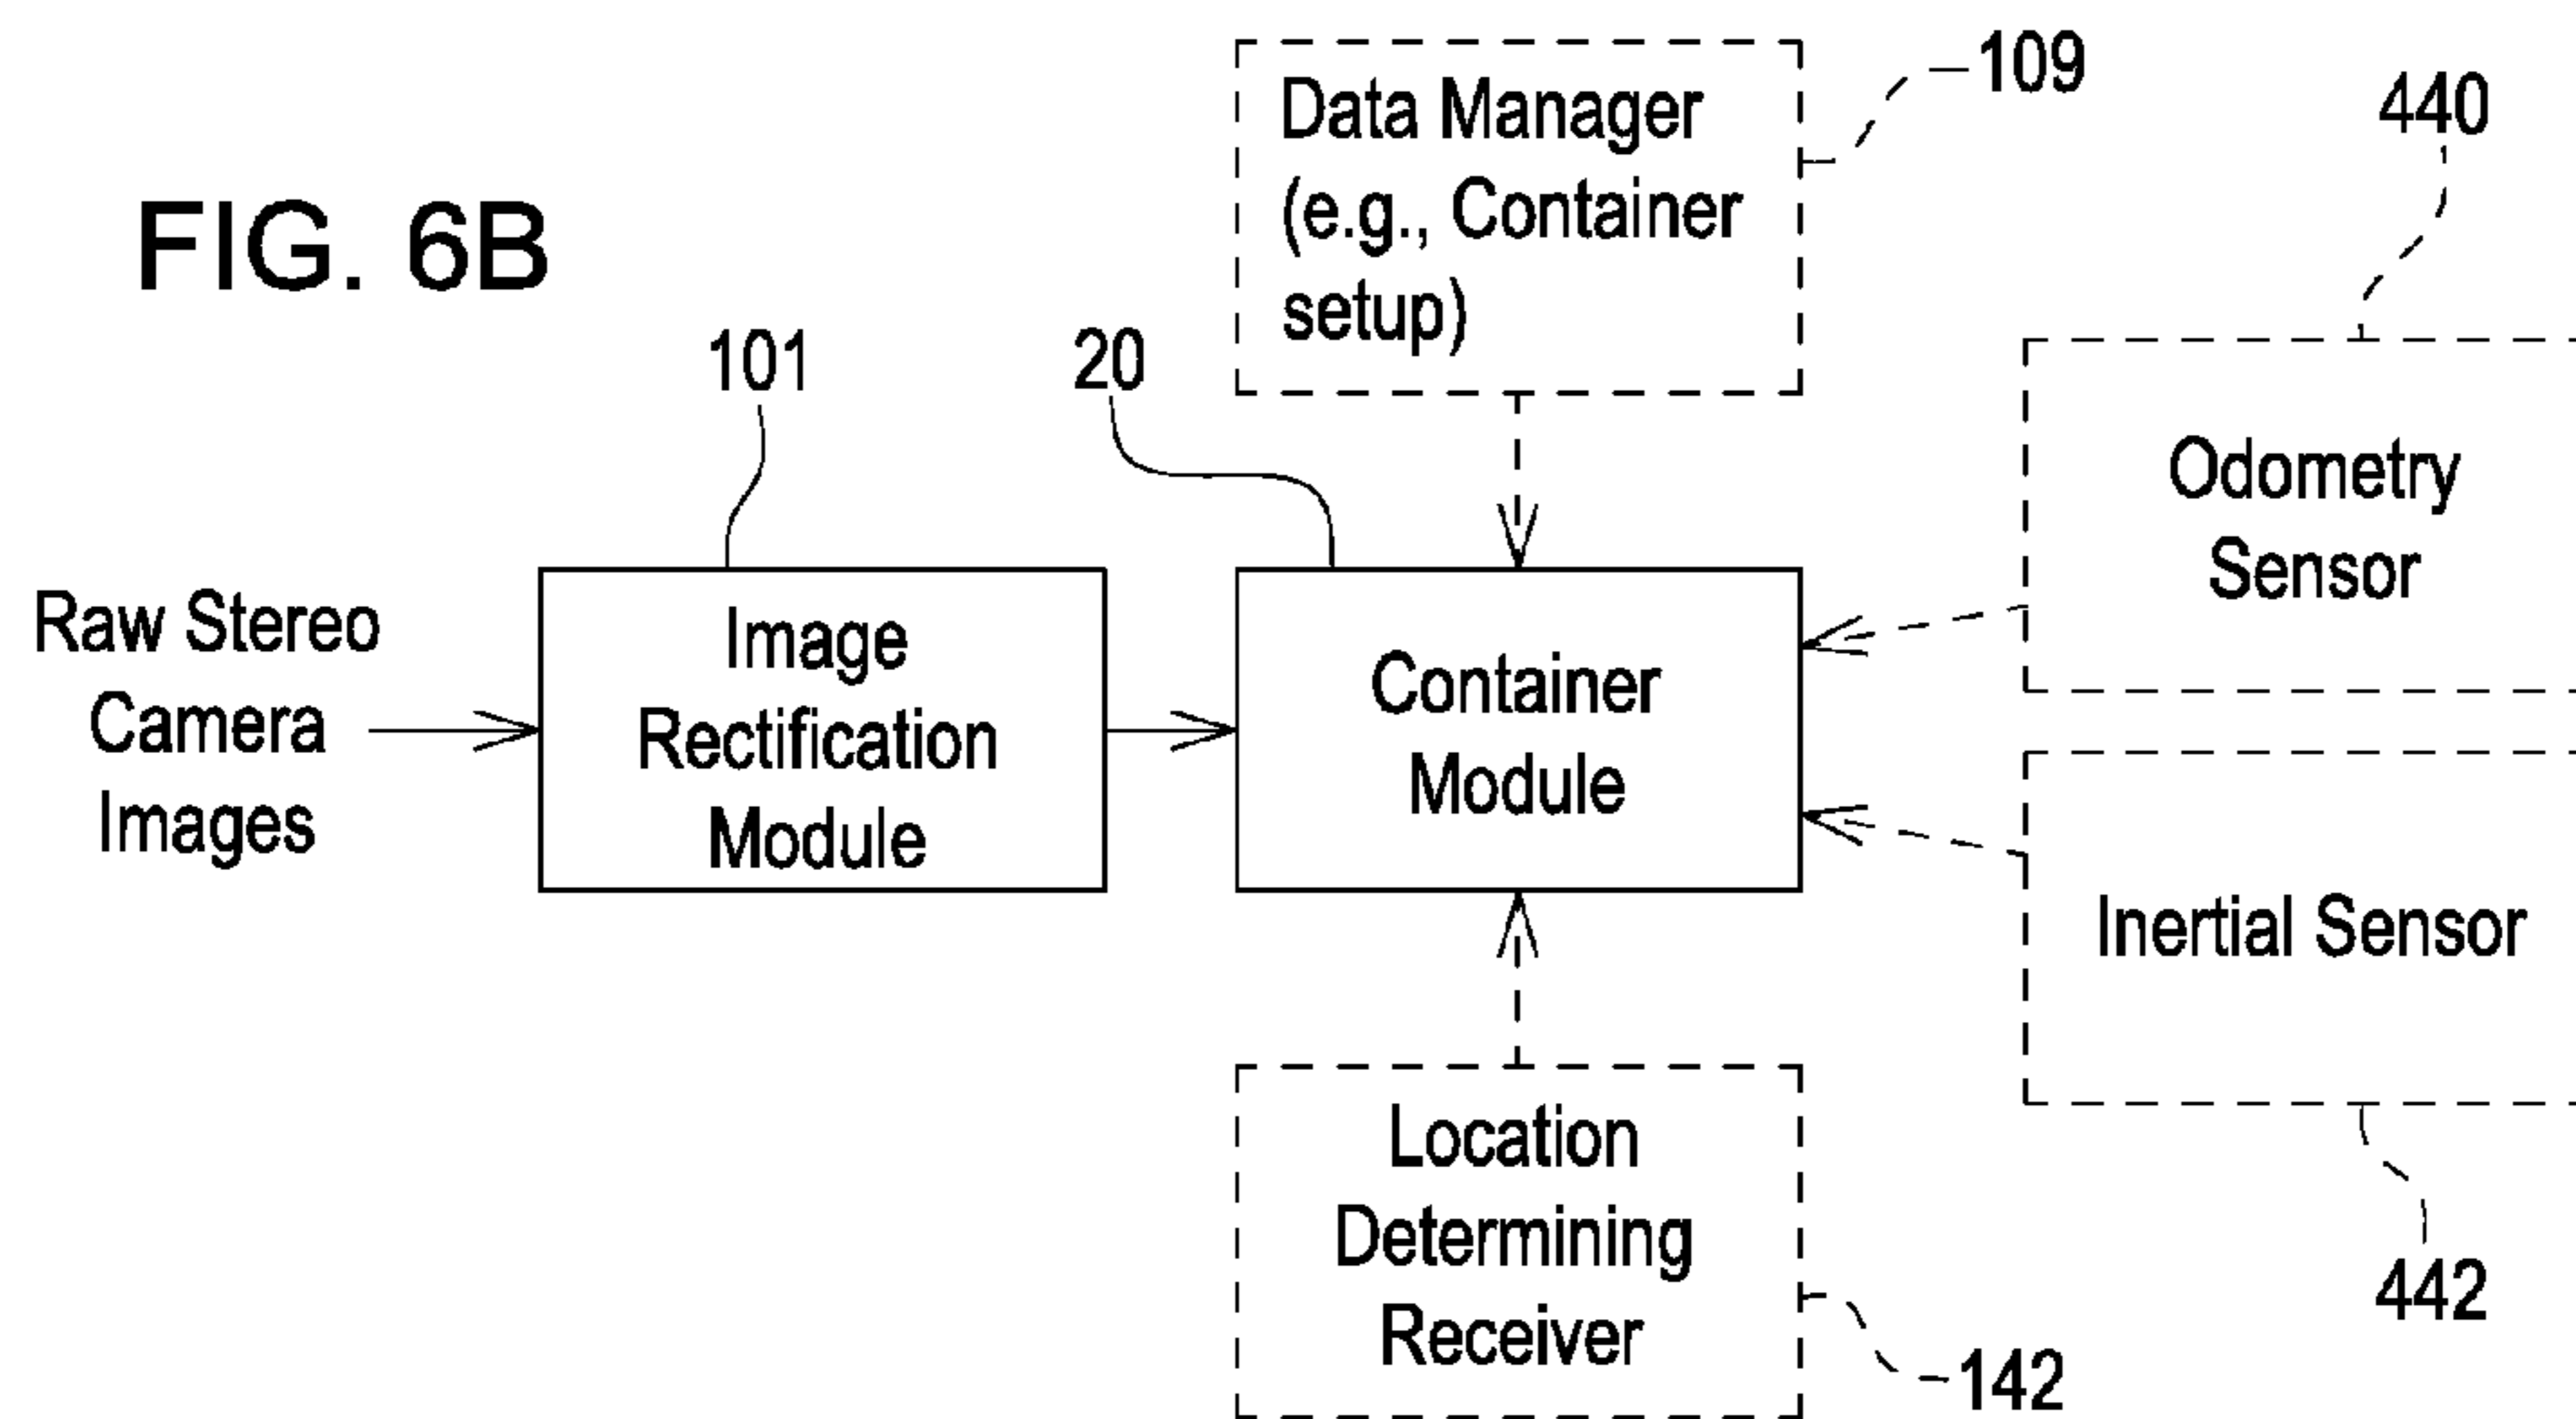 FIG. 6B
109
Data Manager
(e.g., Container
setup)
440
101
20
Odometry
Sensor
Raw Stereo
Camera
Images
Image
Rectification
Module
Container
Module
Inertial Sensor
Location
Determining
Receiver
442
142